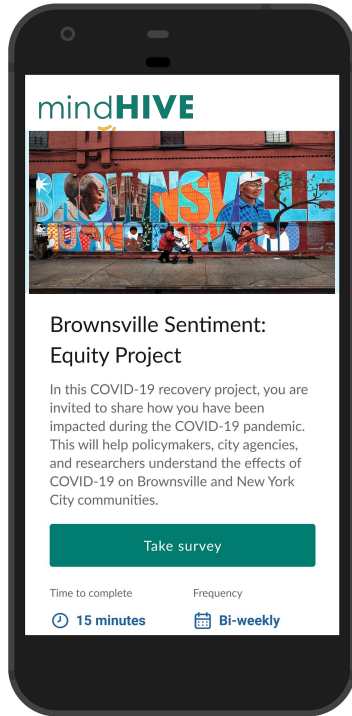 mindHIVE
BROWNSVILLE
Brownsville Sentiment:
Equity Project
In this COVID-19 recovery project, you are
invited to share how you have been
impacted during the COVID-19 pandemic.
This will help policymakers, city agencies,
and researchers understand the effects of
COVID-19 on Brownsville and New York
City communities.
Take survey
Time to complete Frequency
15 minutes Bi-weekly